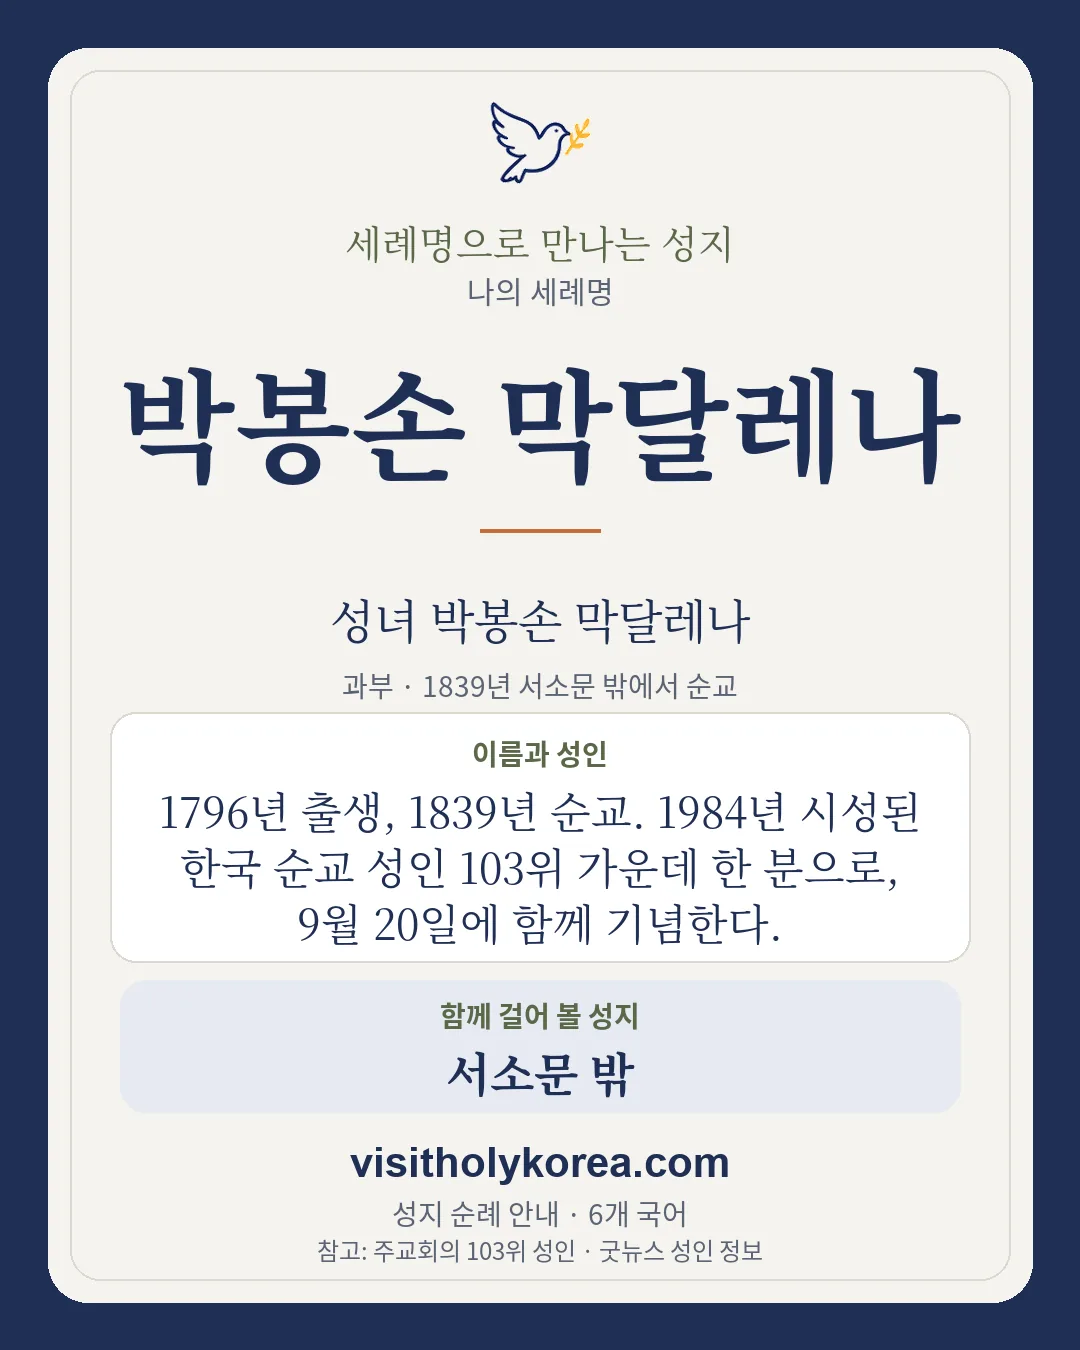 세례명으로 만나는 성지
나의 세례명
박봉손 막달레나
성녀 박봉손 막달레나
과부 · 1839년 서소문 밖에서 순교
이름과 성인
1796년 출생, 1839년 순교. 1984년 시성된
한국 순교 성인 103위 가운데 한 분으로,
9월 20일에 함께 기념한다.
함께 걸어 볼 성지
서소문 밖
visitholykorea.com
성지 순례 안내 · 6개 국어
참고: 주교회의 103위 성인 · 굿뉴스 성인 정보